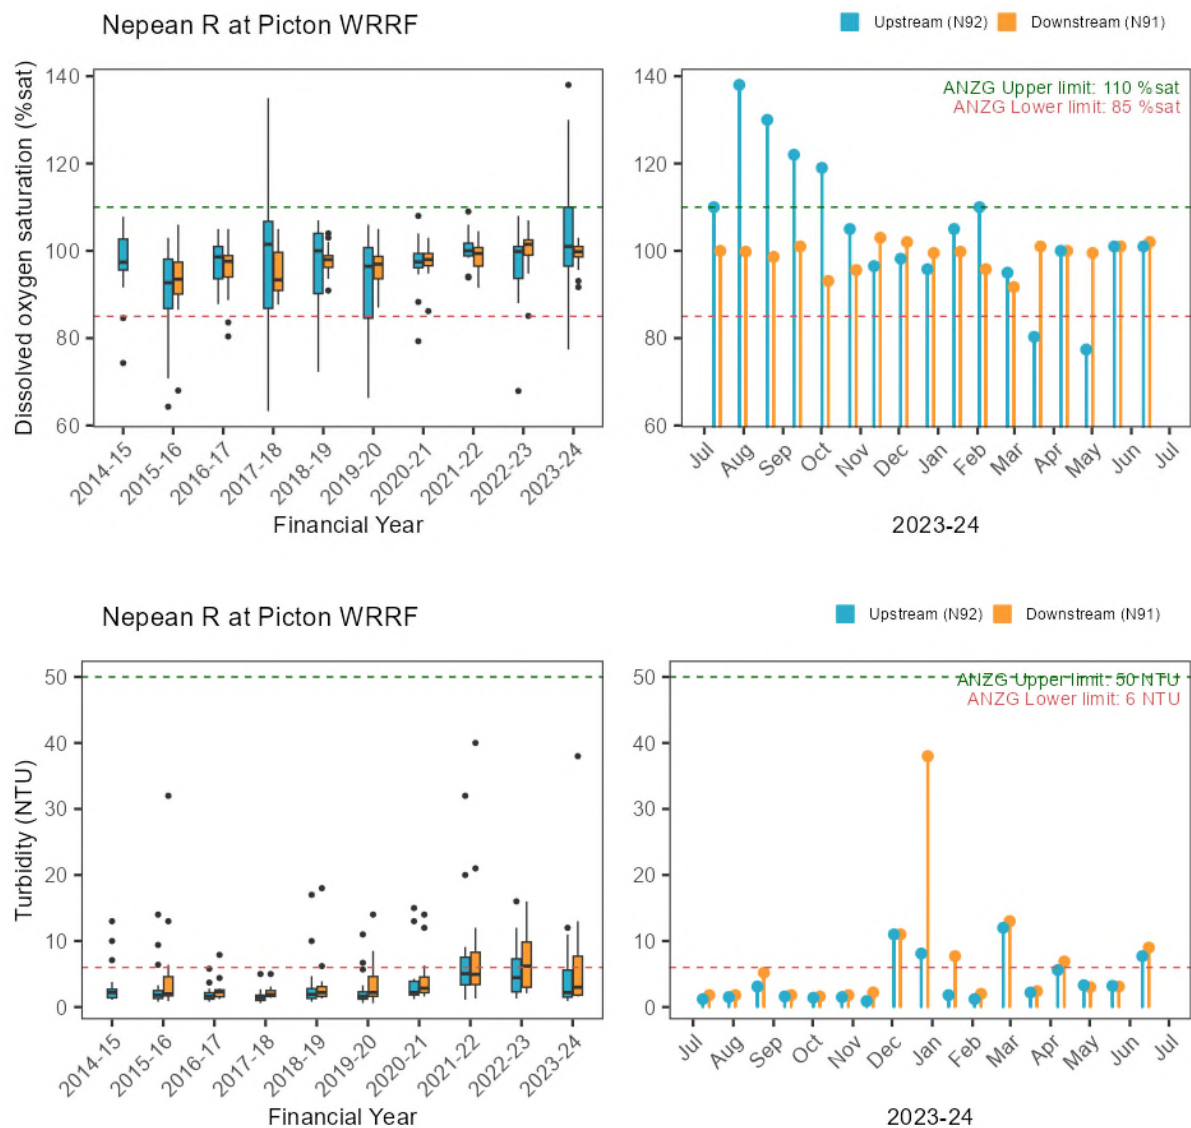 Nepean R at Picton WRRF
Upstream (N92) Downstream (N91)
Dissolved oxygen saturation (%sat)
140
120
100
80
60
2014-15 2015-16 2016-17 2017-18 2018-19 2019-20 2020-21 2021-22 2022-23 2023-24
Financial Year
ANZG Upper limit: 110 %sat
ANZG Lower limit: 85 %sat
140
120
100
80
60
Jul Aug Sep Oct Nov Dec Jan Feb Mar Apr May Jun Jul
2023-24
Nepean R at Picton WRRF
Upstream (N92) Downstream (N91)
Turbidity (NTU)
50
40
30
20
10
0
2014-15 2015-16 2016-17 2017-18 2018-19 2019-20 2020-21 2021-22 2022-23 2023-24
Financial Year
ANZG Upper limit: 50 NTU
ANZG Lower limit: 6 NTU
50
40
30
20
10
0
Jul Aug Sep Oct Nov Dec Jan Feb Mar Apr May Jun Jul
2023-24